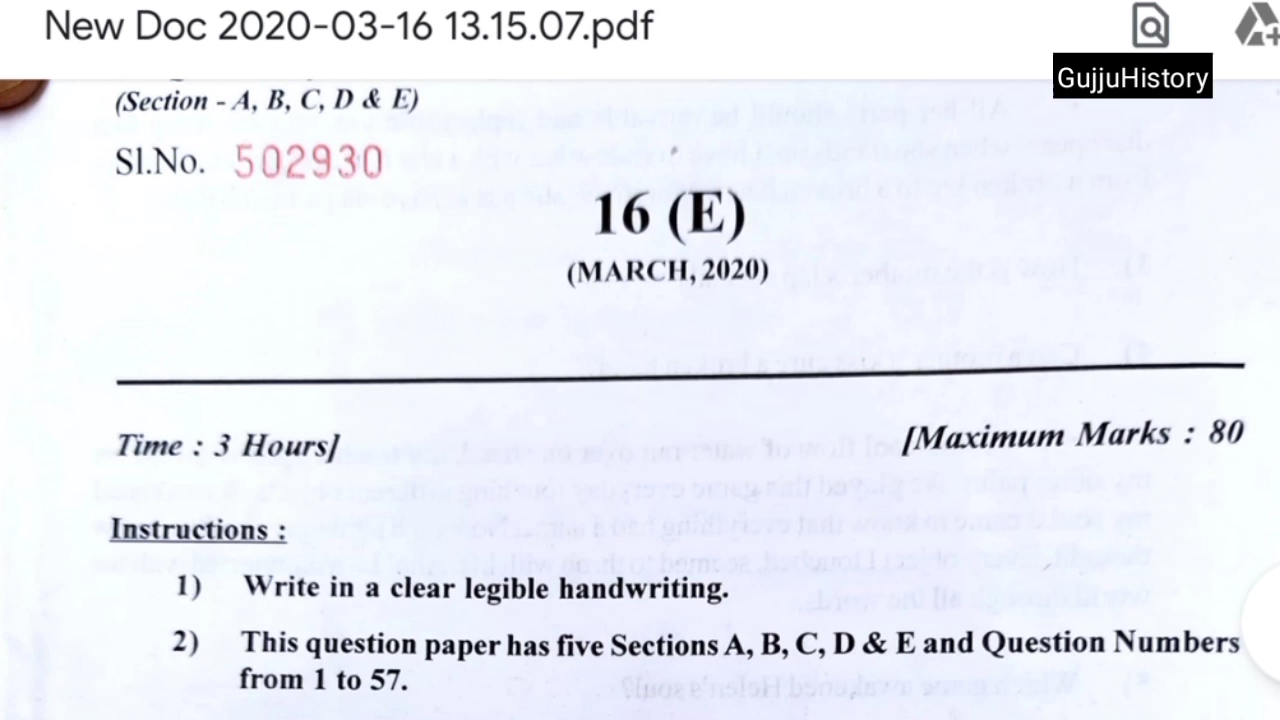 New Doc 2020-03-16 13.15.07.pdf
GujjuHistory
(Section - A, B, C, D & E)
Sl.No. 502930
16 (E)
(MARCH, 2020)
Time : 3 Hours]
[Maximum Marks : 80
Instructions :
1) Write in a clear legible handwriting.
2) This question paper has five Sections A, B, C, D & E and Question Numbers
from 1 to 57.